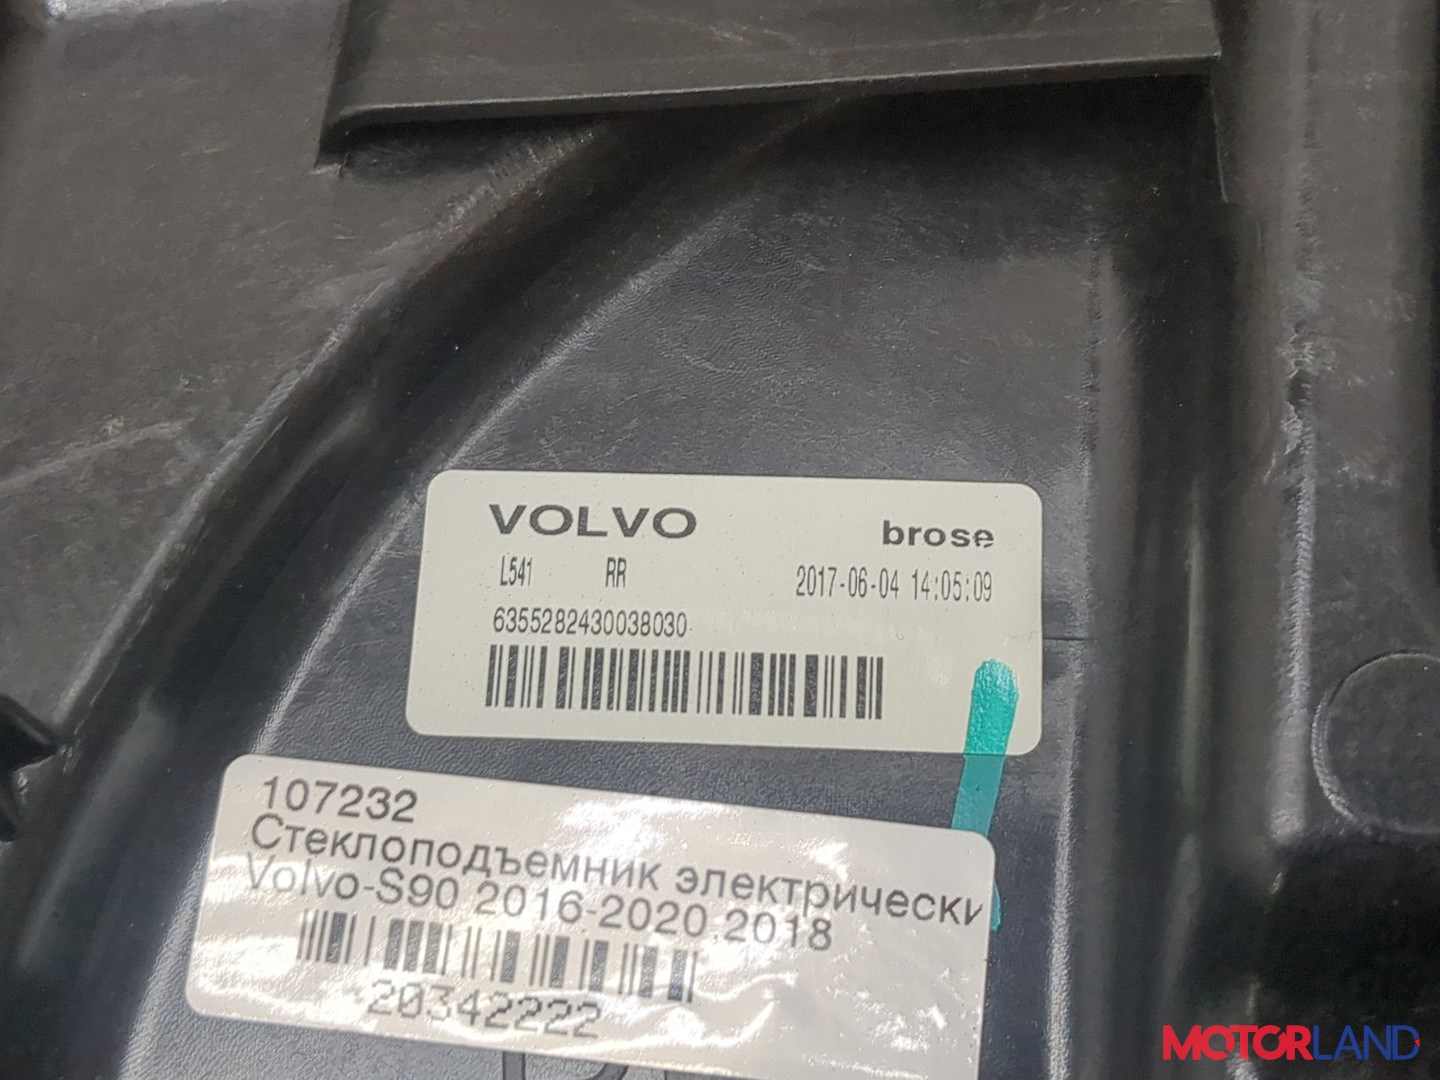 VOLVO brose
L541 RR 2017-06-04 14:05:09
6355282430038030
107232
Стеклоподъемник электрически
Volvo-S90 2016-2020,2018
20342222
MOTORLAND